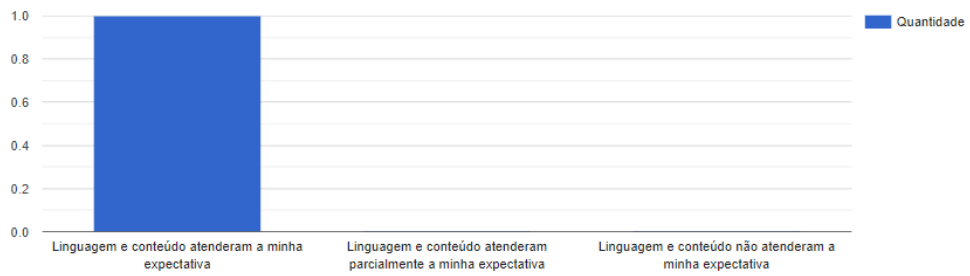 1.0
Quantidade
0.8
0.6
0.4
0.2
0.0
Linguagem e conteúdo atenderam a minha
expectativa
Linguagem e conteúdo atenderam
parcialmente a minha expectativa
Linguagem e conteúdo não atenderam a
minha expectativa